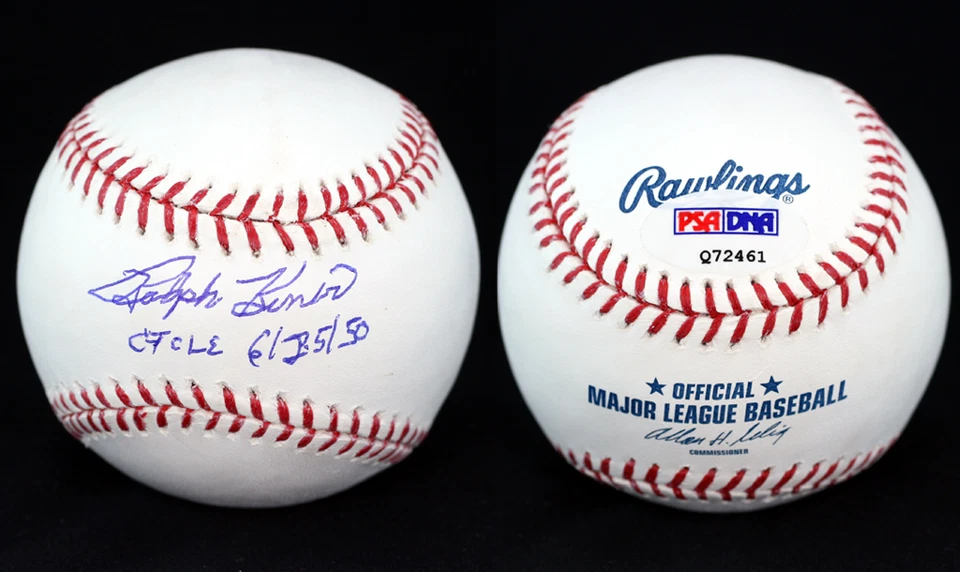 Ralph Kiner
CYCLE 6/25/50
Rawlings®
PSA DNA
Q72461
★ OFFICIAL ★
MAJOR LEAGUE BASEBALL
Allan H. Selig
COMMISSIONER